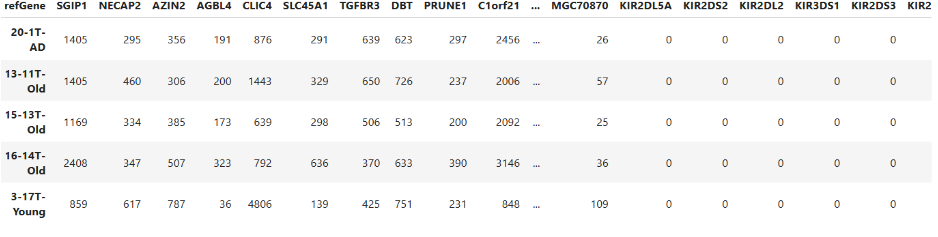 refGene SGIP1 NECAP2 AZIN2 AGBL4 CLIC4 SLC45A1 TGFBR3 DBT PRUNE1 C1orf21 ... MGC70870 KIR2DL5A KIR2DS2 KIR2DL2 KIR3DS1 KIR2DS3 KIR2
20-1T-
AD 1405 295 356 191 876 291 639 623 297 2456 ... 26 0 0 0 0 0
13-11T-
Old 1405 460 306 200 1443 329 650 726 237 2006 ... 57 0 0 0 0 0
15-13T-
Old 1169 334 385 173 639 298 506 513 200 2092 ... 25 0 0 0 0 0
16-14T-
Old 2408 347 507 323 792 636 370 633 390 3146 ... 36 0 0 0 0 0
3-17T-
Young 859 617 787 36 4806 139 425 751 231 848 ... 109 0 0 0 0 0